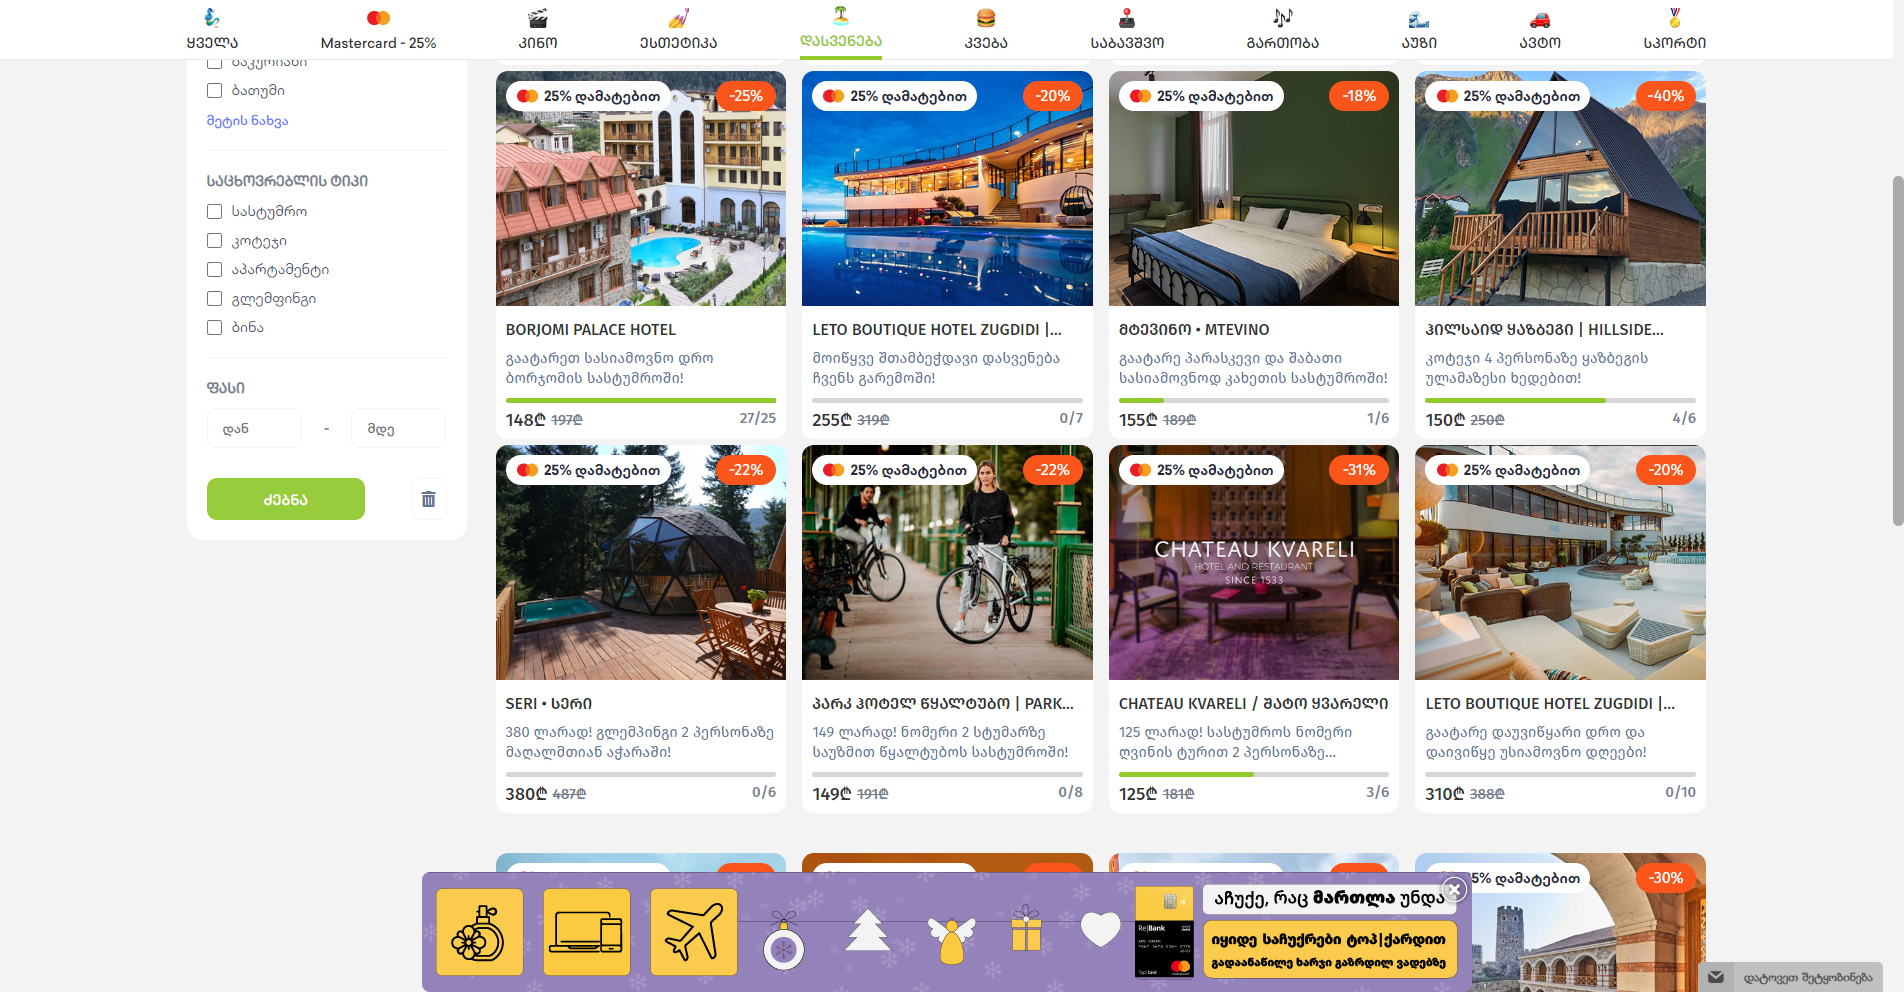 ყველა
Mastercard - 25%
კინო
ესთეტიკა
დასვენება
კვება
საბავშვო
გართობა
აუზი
ავტო
სპორტი
ბაკურიანი
ბათუმი
მეტის ნახვა
საცხოვრებლის ტიპი
სასტუმრო
კოტეჯი
აპარტამენტი
გლემფინგი
ბინა
ფასი
დან
-
მდე
ძებნა
25% დამატებით
-25%
BORJOMI PALACE HOTEL
გაატარეთ სასიამოვნო დრო
ბორჯომის სასტუმროში!
148₾ 197₾
27/25
25% დამატებით
-20%
LETO BOUTIQUE HOTEL ZUGDIDI |...
მოიწყვე შთამბეჭდავი დასვენება
ჩვენს გარემოში!
255₾ 319₾
0/7
25% დამატებით
-18%
მტევინო • MTEVINO
გაატარე პარასკევი და შაბათი
სასიამოვნოდ კახეთის სასტუმროში!
155₾ 189₾
1/6
25% დამატებით
-40%
ჰილსაიდ ყაზბეგი | HILLSIDE...
კოტეჯი 4 პერსონაზე ყაზბეგის
ულამაზესი ხედებით!
150₾ 250₾
4/6
25% დამატებით
-22%
SERI • სერი
380 ლარად! გლემპინგი 2 პერსონაზე
მაღალმთიან აჭარაში!
380₾ 487₾
0/6
25% დამატებით
-22%
პარკ ჰოტელ წყალტუბო | PARK...
149 ლარად! ნომერი 2 სტუმარზე
საუზმით წყალტუბოს სასტუმროში!
149₾ 191₾
0/8
25% დამატებით
-31%
CHATEAU KVARELI
HOTEL AND RESTAURANT
SINCE 1533
CHATEAU KVARELI / შატო ყვარელი
125 ლარად! სასტუმროს ნომერი
ღვინის ტურით 2 პერსონაზე...
125₾ 181₾
3/6
25% დამატებით
-20%
LETO BOUTIQUE HOTEL ZUGDIDI |...
გაატარე დაუვიწყარი დრო და
დაივიწყე უსიამოვნო დღეები!
310₾ 388₾
0/10
5% დამატებით
-30%
Re|Bank
აჩუქე, რაც მართლა უნდა
იყიდე საჩუქრები ტოპ|ქარდით
გადაანაწილე ხარჯი გაზრდილ ვადებზე
დატოვეთ შეტყობინება